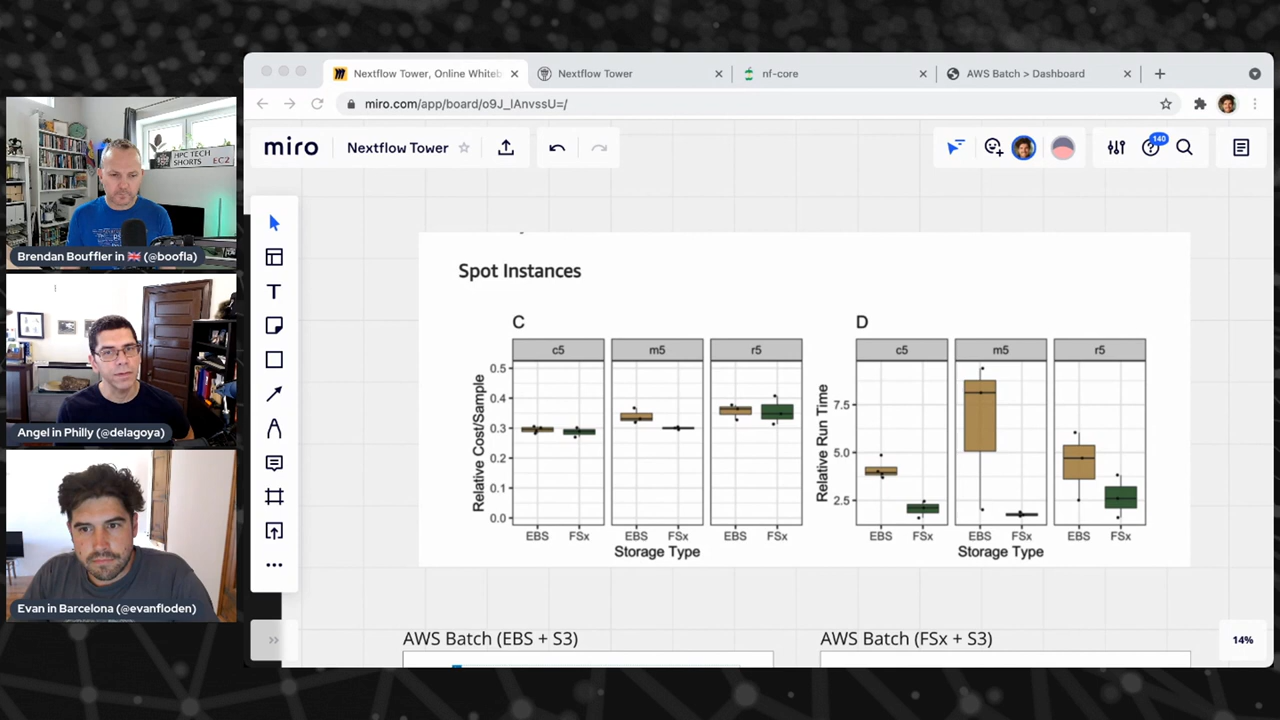 HPC TECH
SHORTS EC2
Brendan Bouffler in 🇬🇧 (@boofla)
Angel in Philly (@delagoya)
Evan in Barcelona (@evanfloden)
Nextflow Tower, Online Whiteb
Nextflow Tower
nf-core
AWS Batch > Dashboard
miro.com/app/board/o9J_lAnvssU=/
miro
Nextflow Tower
140
Spot Instances
C
c5 m5 r5
Relative Cost/Sample
0.5
0.4
0.3
0.2
0.1
0.0
EBS FSx EBS FSx EBS FSx
Storage Type
D
c5 m5 r5
Relative Run Time
7.5
5.0
2.5
EBS FSx EBS FSx EBS FSx
Storage Type
AWS Batch (EBS + S3)
AWS Batch (FSx + S3)
14%